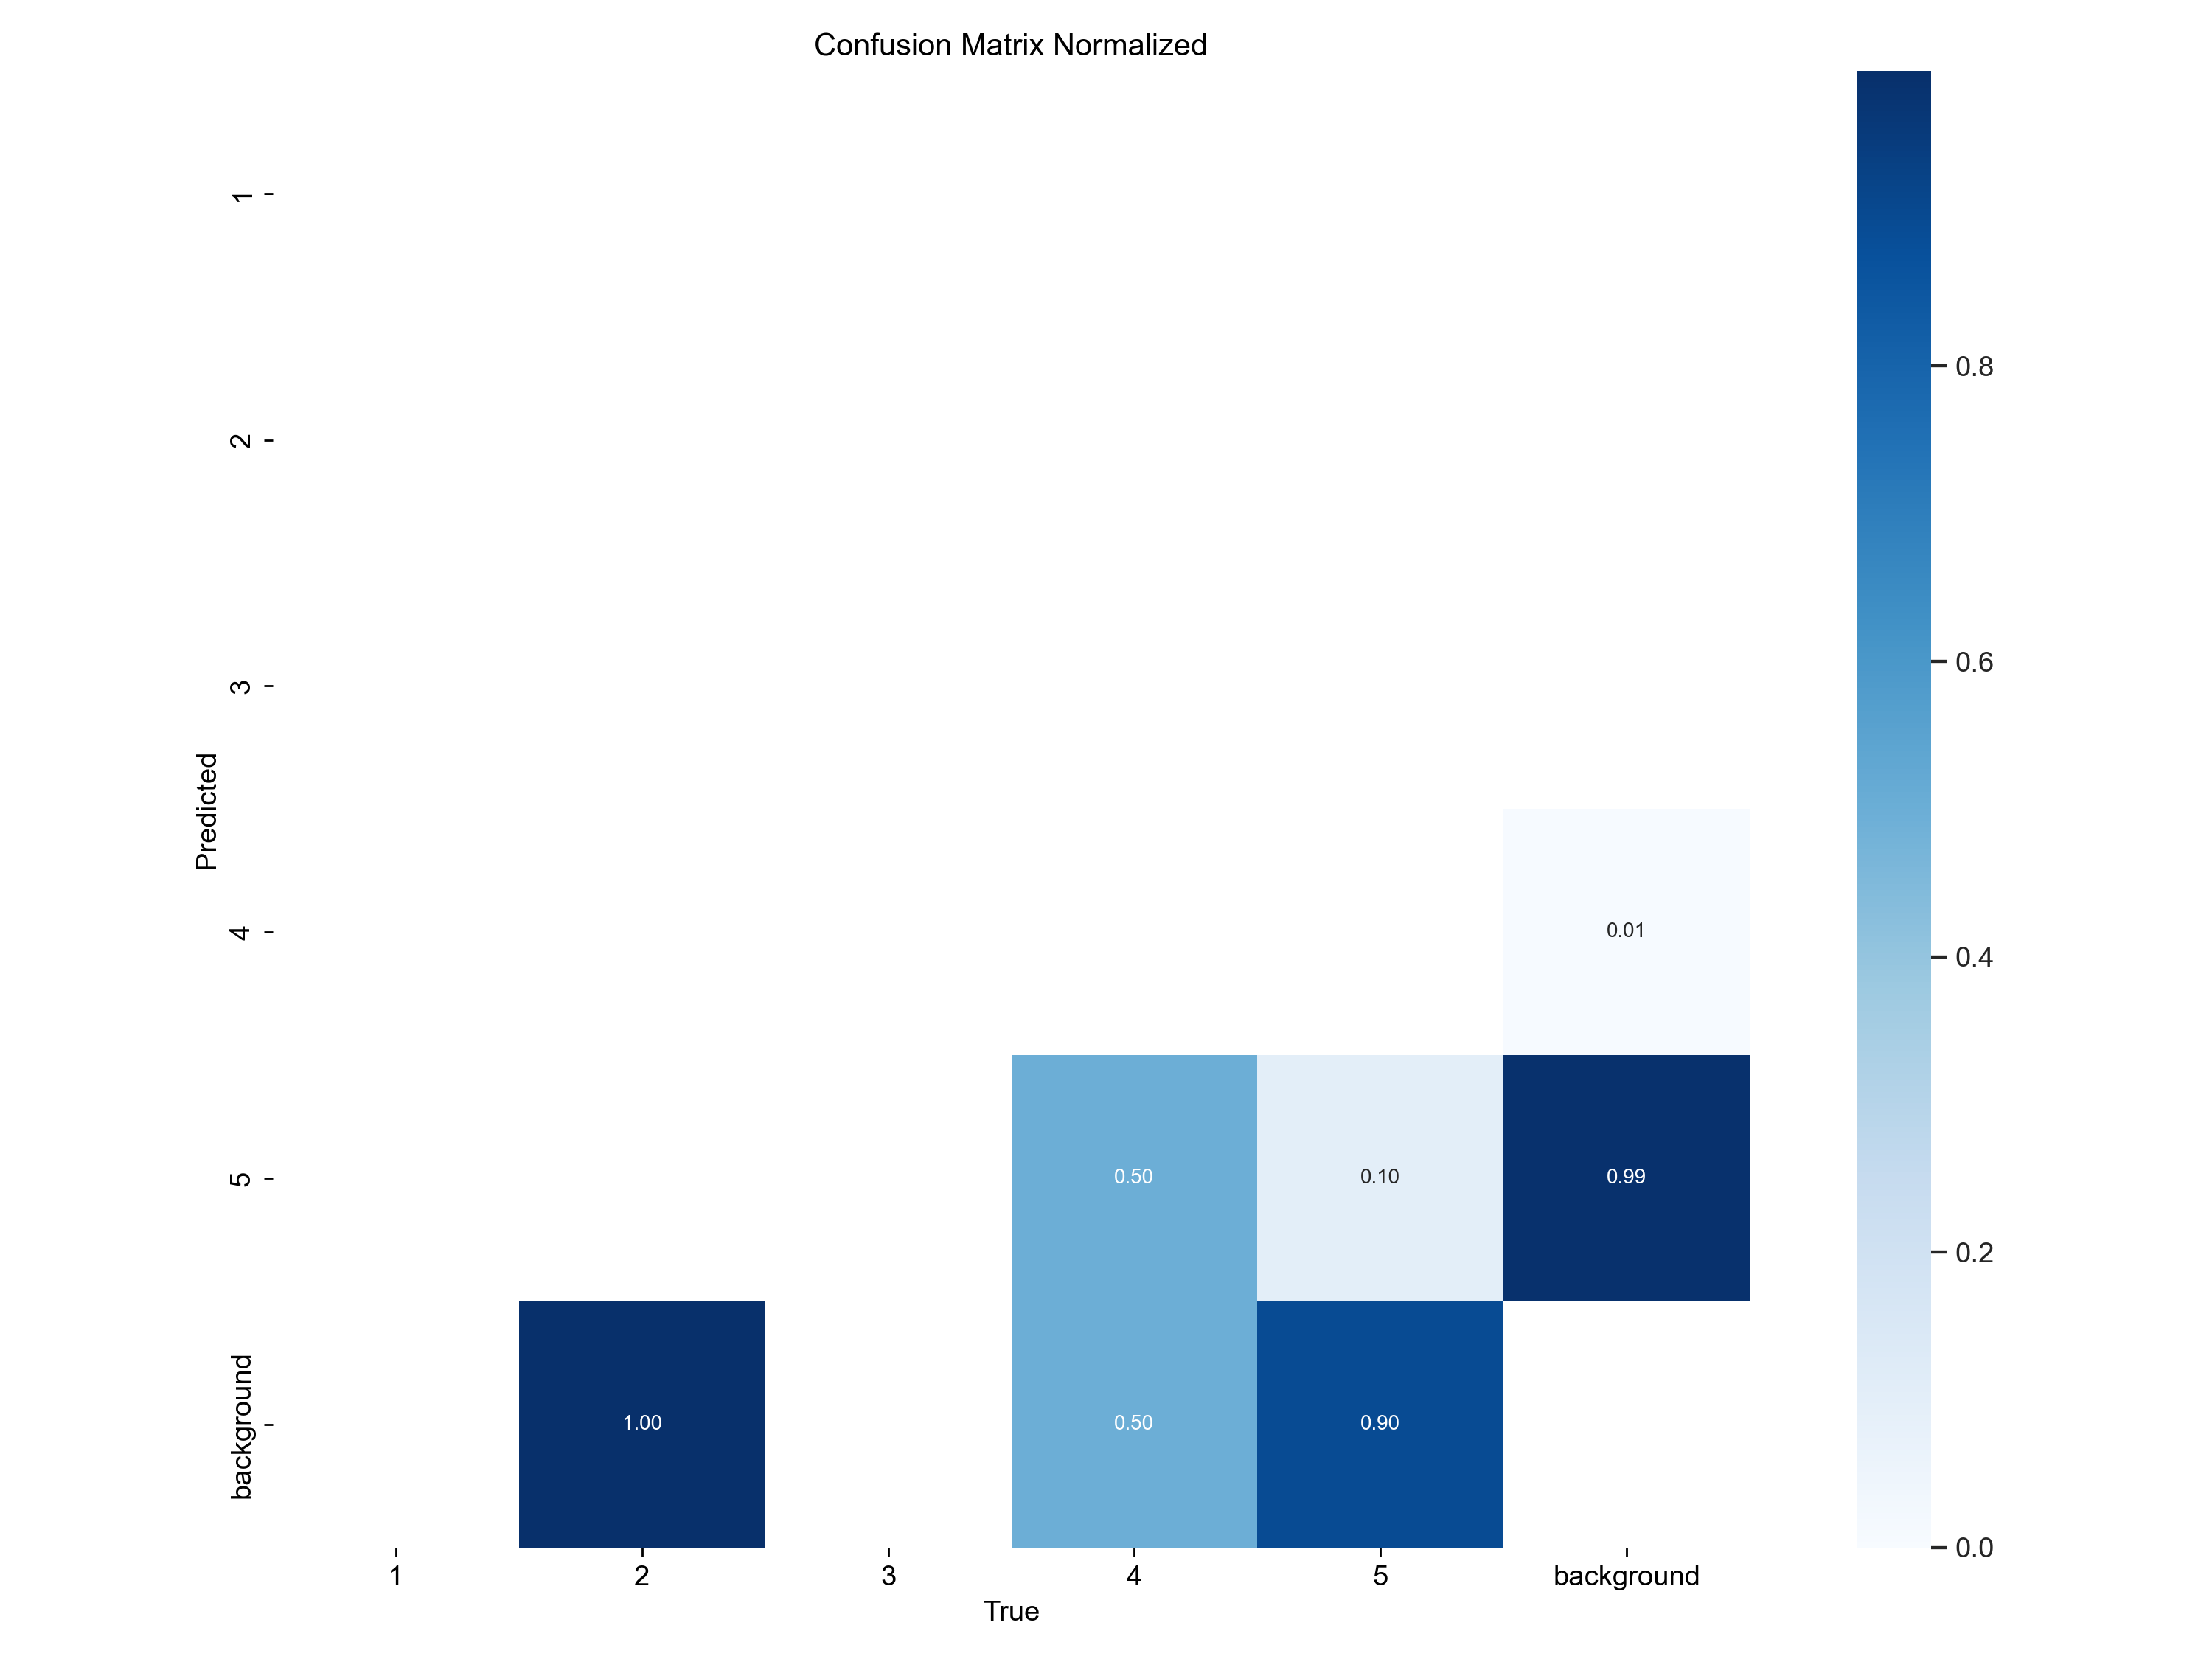 Confusion Matrix Normalized
1
2
3
4
5
background
Predicted
0.01
0.50 0.10 0.99
1.00 0.50 0.90
1 2 3 4 5 background
True
0.8
0.6
0.4
0.2
0.0